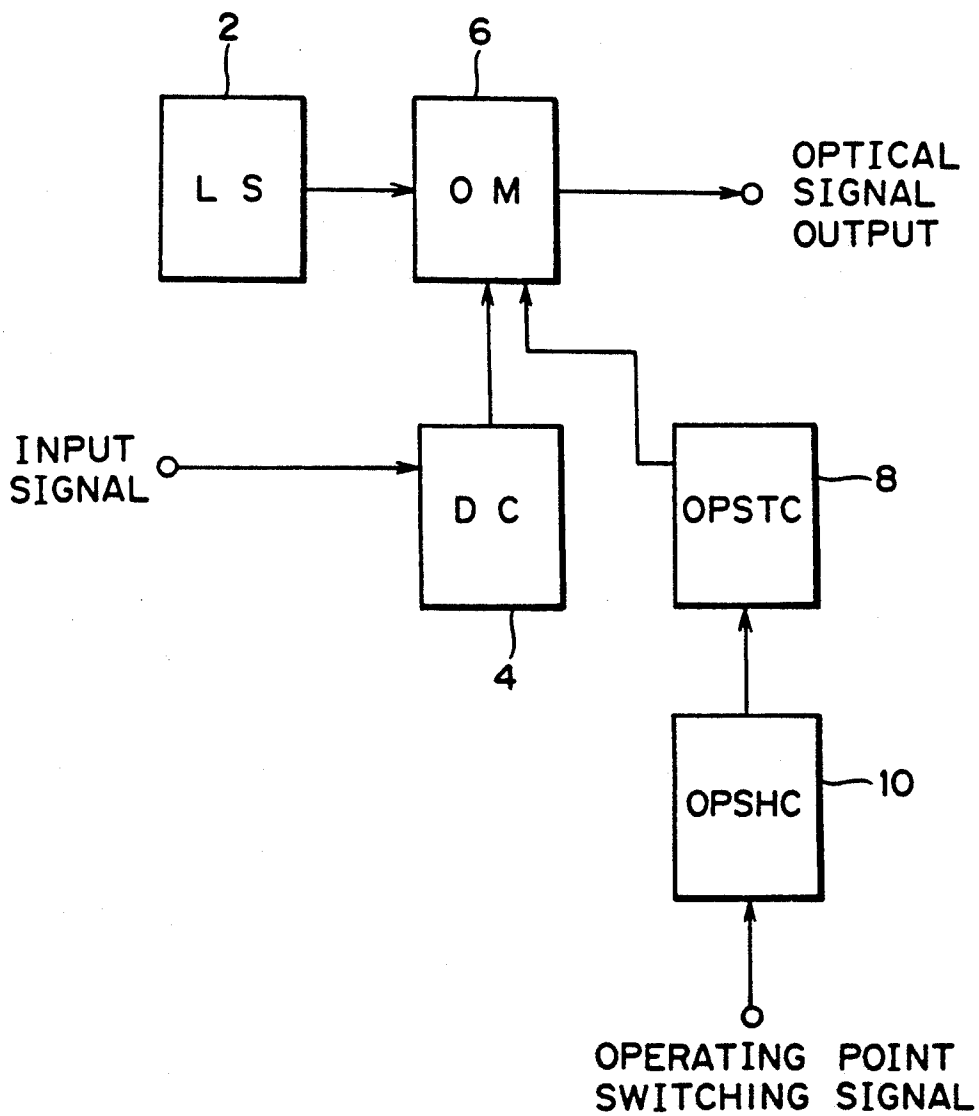 2
6
L S
O M
OPTICAL
SIGNAL
OUTPUT
INPUT
SIGNAL
D C
OPSTC
8
4
OPSHC
10
OPERATING POINT
SWITCHING SIGNAL